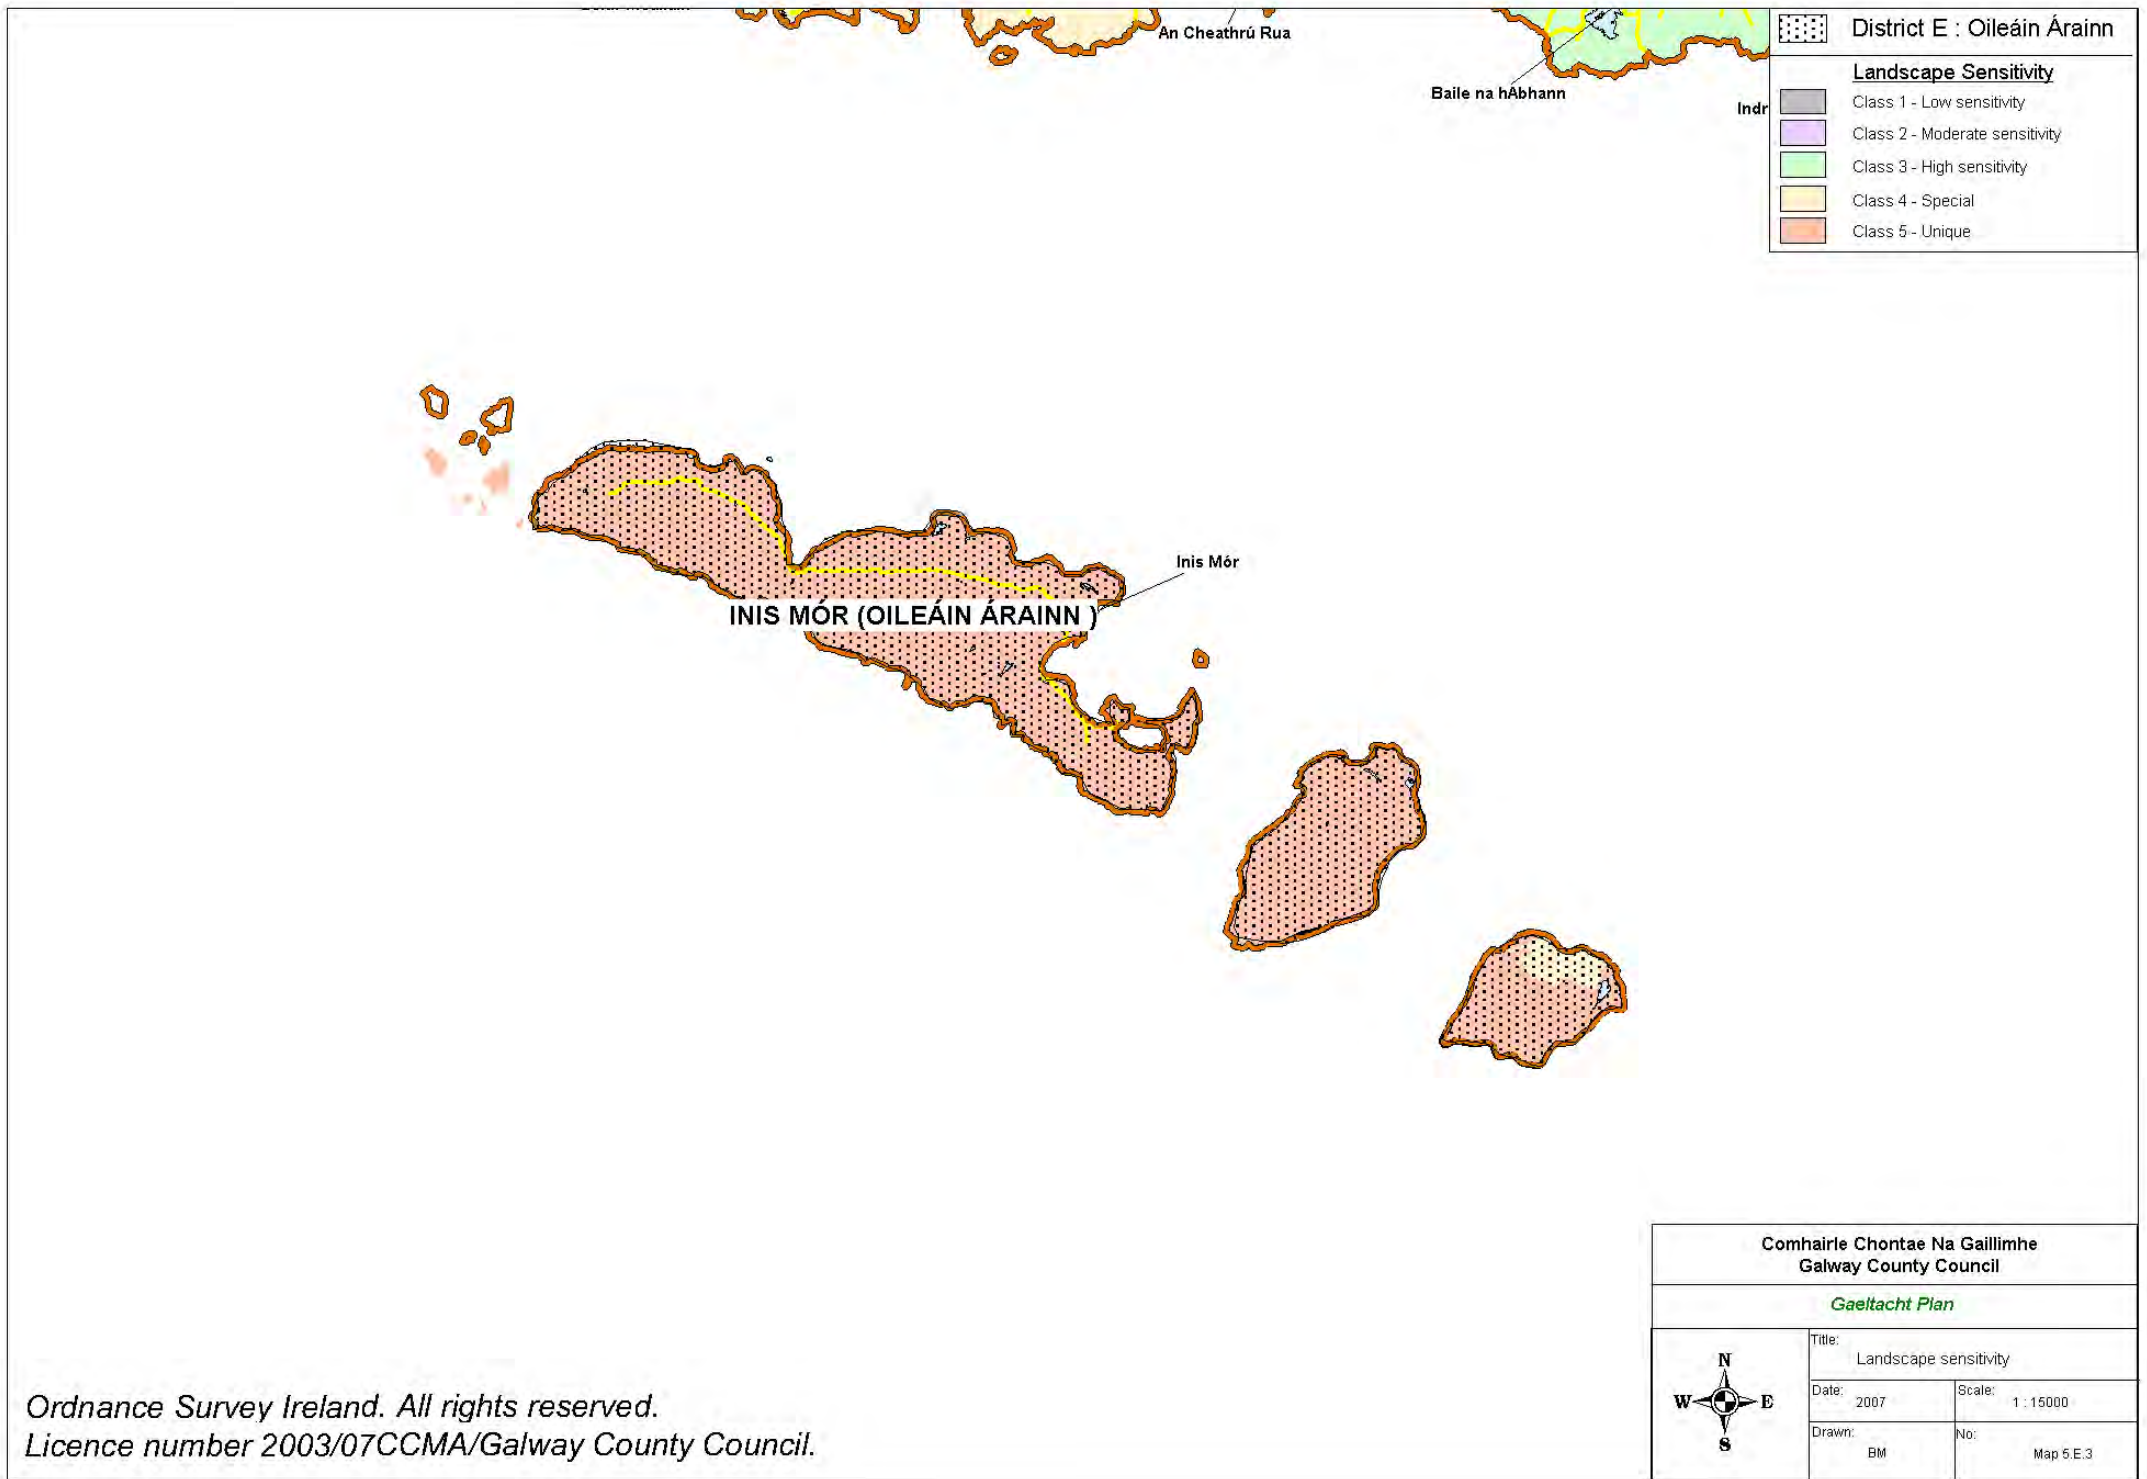 An Cheathrú Rua
Baile na hAbhann
Indr
District E : Oileáin Árainn
Landscape Sensitivity
Class 1 - Low sensitivity
Class 2 - Moderate sensitivity
Class 3 - High sensitivity
Class 4 - Special
Class 5 - Unique
Inis Mór
INIS MÓR (OILEÁIN ÁRAINN )
Comhairle Chontae Na Gaillimhe
Galway County Council
Gaeltacht Plan
N
W E
S
Title:
Landscape sensitivity
Date:
2007
Scale:
1 : 15000
Drawn:
BM
No:
Map 5.E.3
Ordnance Survey Ireland. All rights reserved.
Licence number 2003/07CCMA/Galway County Council.